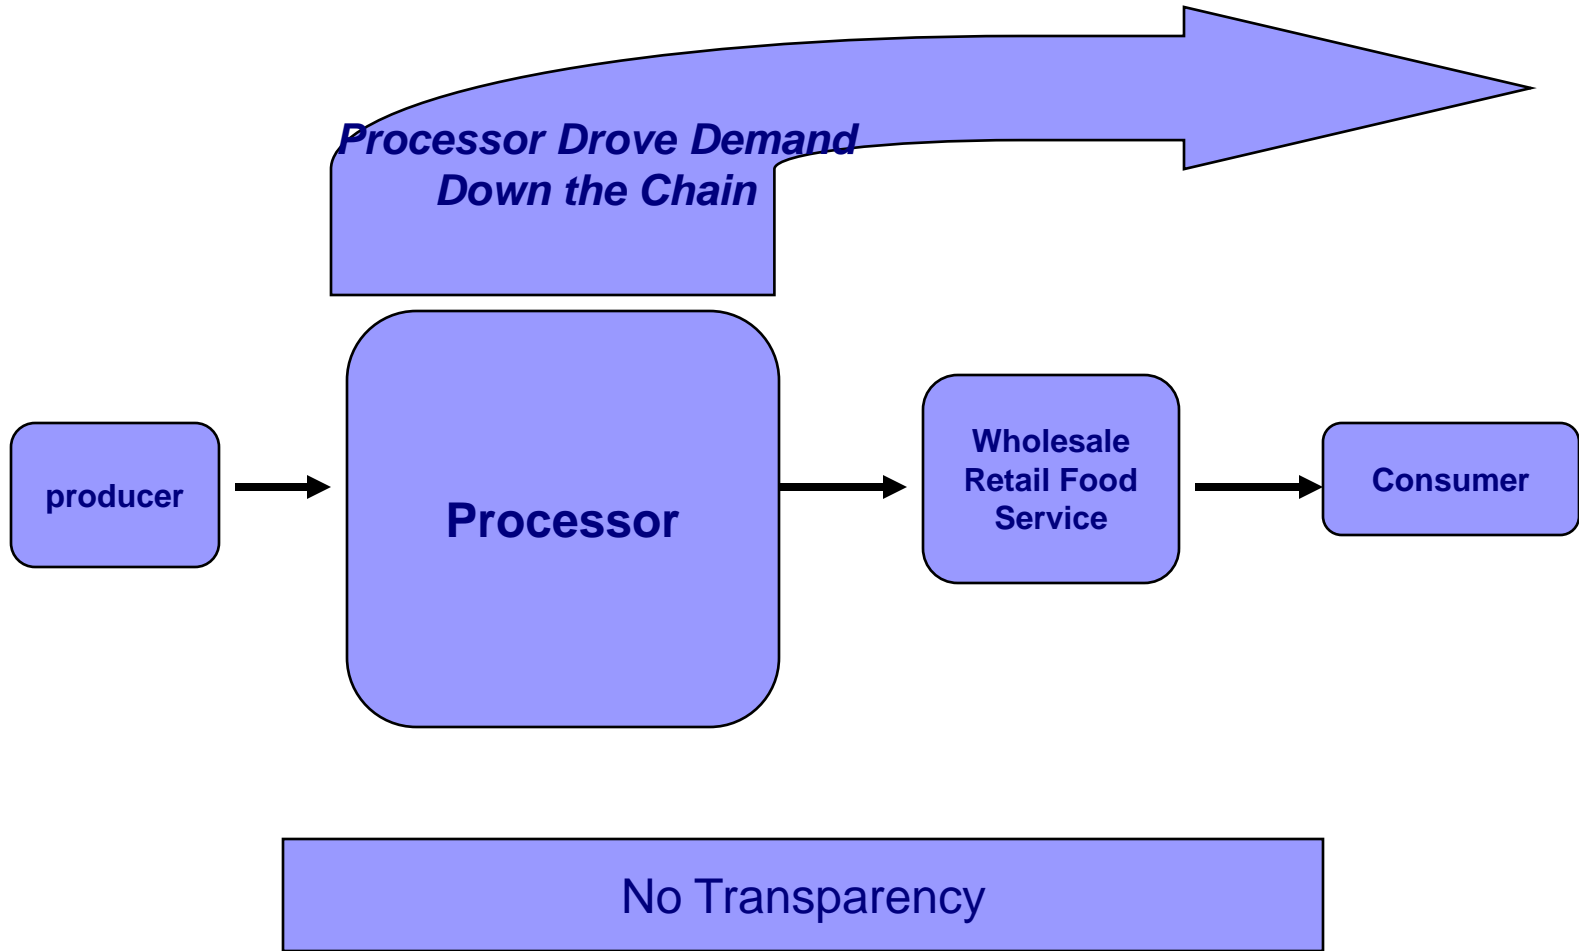 Processor Drove Demand
Down the Chain
producer
Processor
Wholesale
Retail Food
Service
Consumer
No Transparency